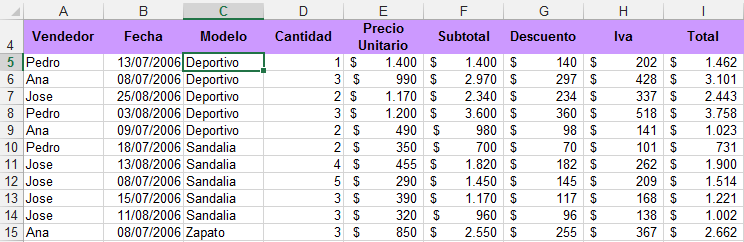 A B C D E F G H I
4 Vendedor Fecha Modelo Cantidad Precio Unitario Subtotal Descuento Iva Total
5 Pedro 13/07/2006 Deportivo 1 $ 1.400 $ 1.400 $ 140 $ 202 $ 1.462
6 Ana 08/07/2006 Deportivo 3 $ 990 $ 2.970 $ 297 $ 428 $ 3.101
7 Jose 25/08/2006 Deportivo 2 $ 1.170 $ 2.340 $ 234 $ 337 $ 2.443
8 Pedro 03/08/2006 Deportivo 3 $ 1.200 $ 3.600 $ 360 $ 518 $ 3.758
9 Ana 09/07/2006 Deportivo 2 $ 490 $ 980 $ 98 $ 141 $ 1.023
10 Pedro 18/07/2006 Sandalia 2 $ 350 $ 700 $ 70 $ 101 $ 731
11 Jose 13/08/2006 Sandalia 4 $ 455 $ 1.820 $ 182 $ 262 $ 1.900
12 Jose 08/07/2006 Sandalia 5 $ 290 $ 1.450 $ 145 $ 209 $ 1.514
13 Jose 15/07/2006 Sandalia 3 $ 390 $ 1.170 $ 117 $ 168 $ 1.221
14 Jose 11/08/2006 Sandalia 3 $ 320 $ 960 $ 96 $ 138 $ 1.002
15 Ana 08/07/2006 Zapato 3 $ 850 $ 2.550 $ 255 $ 367 $ 2.662